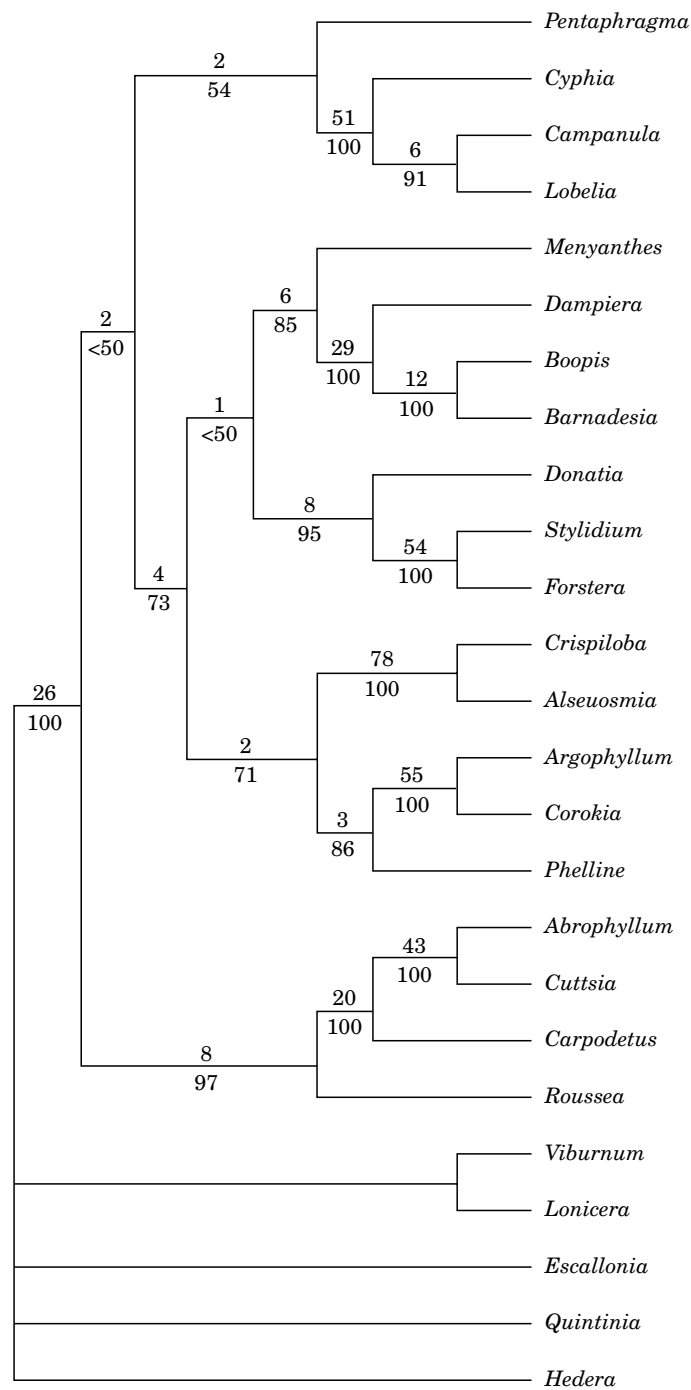 Pentaphragma
2
54
Cyphia
51
100
Campanula
6
91
Lobelia
Menyanthes
6
85
Dampiera
2
<50
29
100
Boopis
12
100
1
<50
Barnadesia
Donatia
8
95
Stylidium
54
100
4
73
Forstera
Crispiloba
78
100
26
100
Alseuosmia
2
71
Argophyllum
55
100
Corokia
3
86
Phelline
Abrophyllum
43
100
Cuttsia
20
100
Carpodetus
8
97
Roussea
Viburnum
Lonicera
Escallonia
Quintinia
Hedera